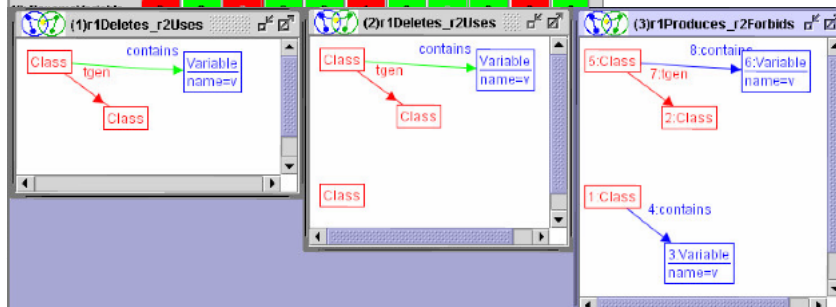 (1)r1Deletes_r2Uses
contains
Class
tgen
Variable
name=v
Class
(2)r1Deletes_r2Uses
contains
Class
tgen
Variable
name=v
Class
Class
(3)r1Produces_r2Forbids
8:contains
5:Class
7:tgen
6:Variable
name=v
2:Class
1:Class
4:contains
3:Variable
name=v